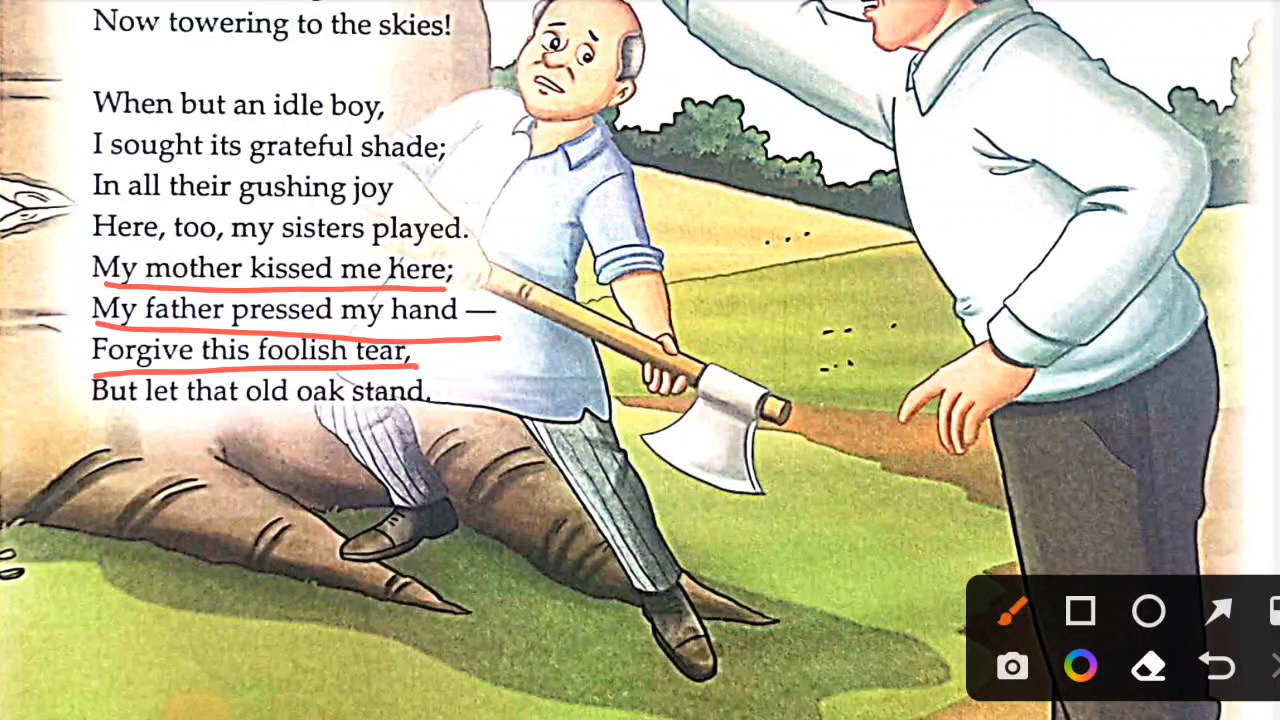 Now towering to the skies!
When but an idle boy,
I sought its grateful shade;
In all their gushing joy
Here, too, my sisters played.
My mother kissed me here;
My father pressed my hand —
Forgive this foolish tear,
But let that old oak stand.